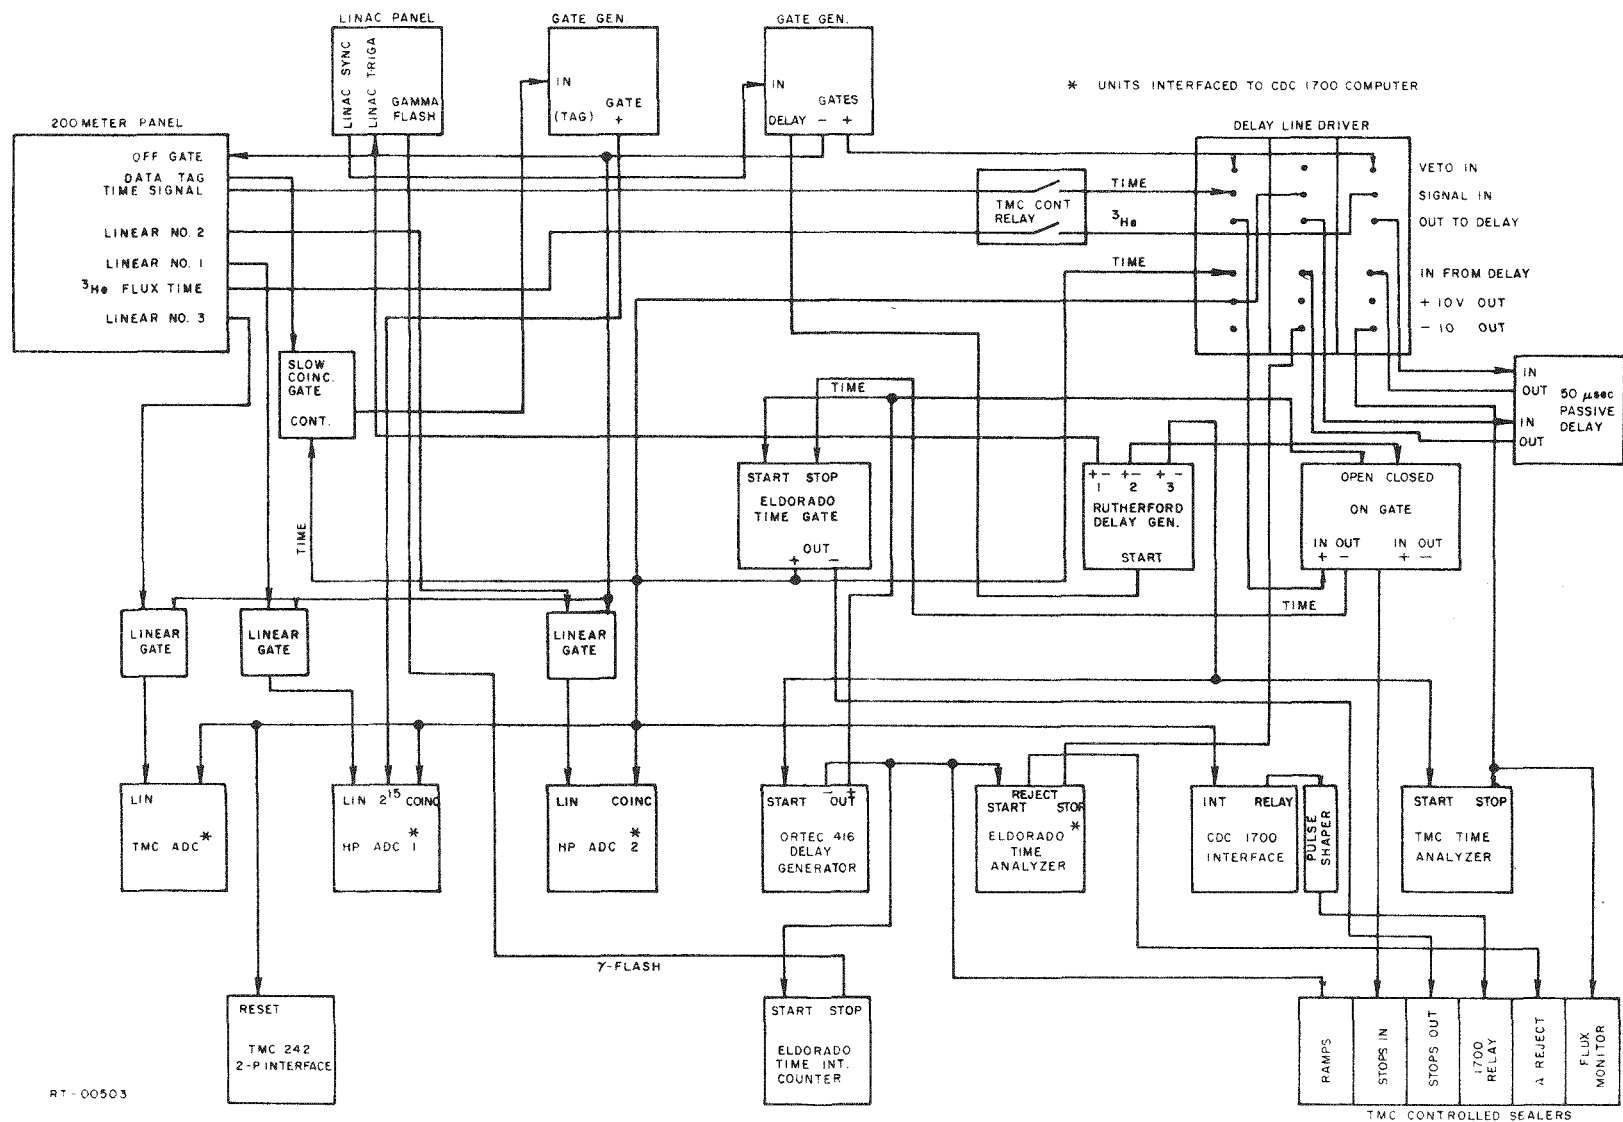 LINAC PANEL
GATE GEN.
GATE GEN.
LINAC SYNC
LINAC TRIGA
GAMMA
FLASH
IN
(TAG)
GATE
+
IN
GATES
DELAY - +
* UNITS INTERFACED TO CDC 1700 COMPUTER
200 METER PANEL
OFF GATE
DATA TAG
TIME SIGNAL
LINEAR NO. 2
LINEAR NO. 1
³He FLUX TIME
LINEAR NO. 3
DELAY LINE DRIVER
VETO IN
SIGNAL IN
OUT TO DELAY
IN FROM DELAY
+ 10V OUT
- 10 OUT
TMC CONT
RELAY
TIME
³He
TIME
SLOW
COINC.
GATE
CONT.
TIME
IN
OUT
IN
OUT
50 μsec
PASSIVE
DELAY
TIME
START STOP
ELDORADO
TIME GATE
OUT
+ -
+- +- + -
1 2 3
RUTHERFORD
DELAY GEN.
START
OPEN CLOSED
ON GATE
IN OUT IN OUT
+ - + -
TIME
LINEAR
GATE
LINEAR
GATE
LINEAR
GATE
LIN
TMC ADC *
LIN 2¹⁵ COINC
HP ADC * 1
LIN COINC
HP ADC * 2
START - OUT +
ORTEC 416
DELAY
GENERATOR
REJECT
START STOP
ELDORADO *
TIME
ANALYZER
INT RELAY
CDC 1700
INTERFACE
PULSE
SHAPER
START STOP
TMC TIME
ANALYZER
γ-FLASH
RESET
TMC 242
2-P INTERFACE
START STOP
ELDORADO
TIME INT.
COUNTER
RAMPS
STOPS IN
STOPS OUT
1700
RELAY
A REJECT
FLUX
MONITOR
TMC CONTROLLED SEALERS
RT-00503